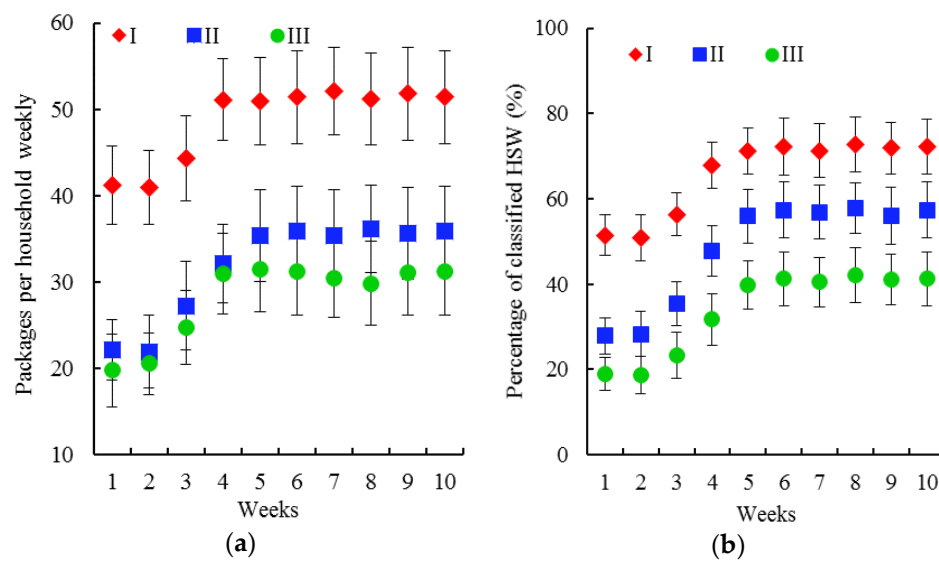 60
50
40
30
20
10
I II III
Packages per household weekly
1 2 3 4 5 6 7 8 9 10
Weeks
(a)
100
80
60
40
20
0
I II III
Percentage of classified HSW (%)
1 2 3 4 5 6 7 8 9 10
Weeks
(b)